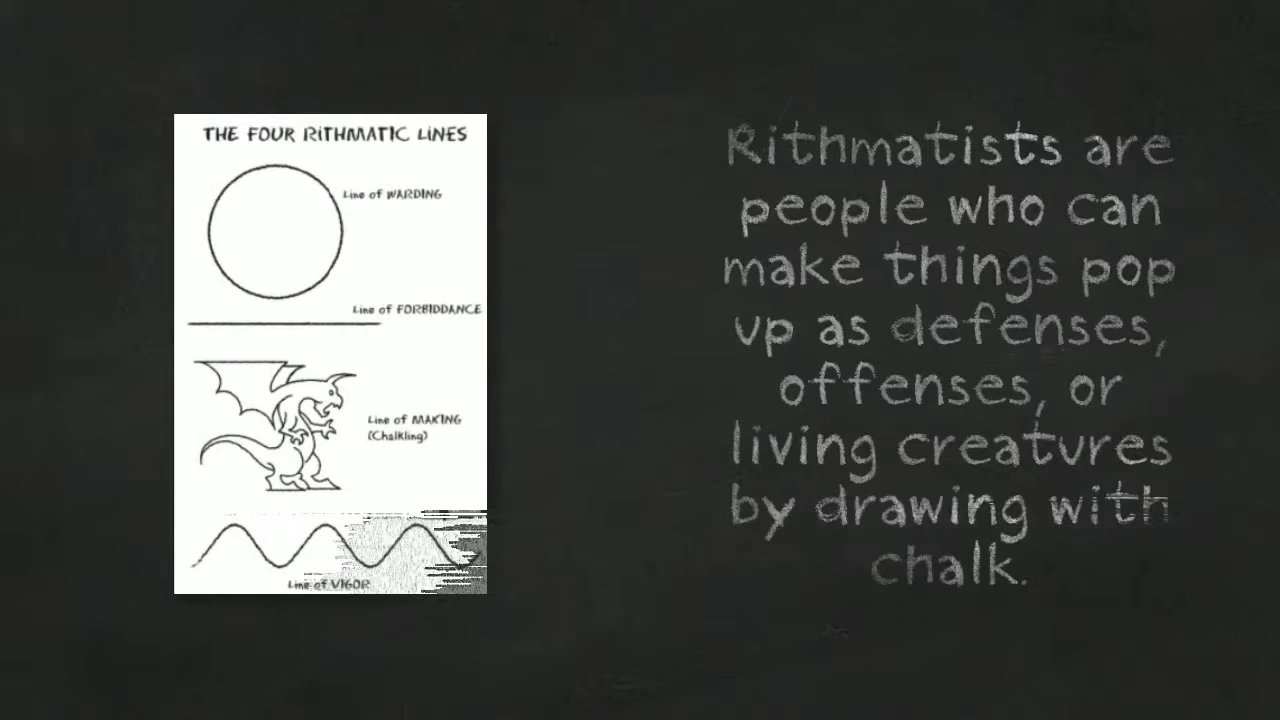 THE FOUR RITHMATIC LINES
Line of WARDING
Line of FORBIDDANCE
Line of MAKING
(Chalkling)
Line of VIGOR
Rithmatists are
people who can
make things pop
up as defenses,
offenses, or
living creatures
by drawing with
chalk.